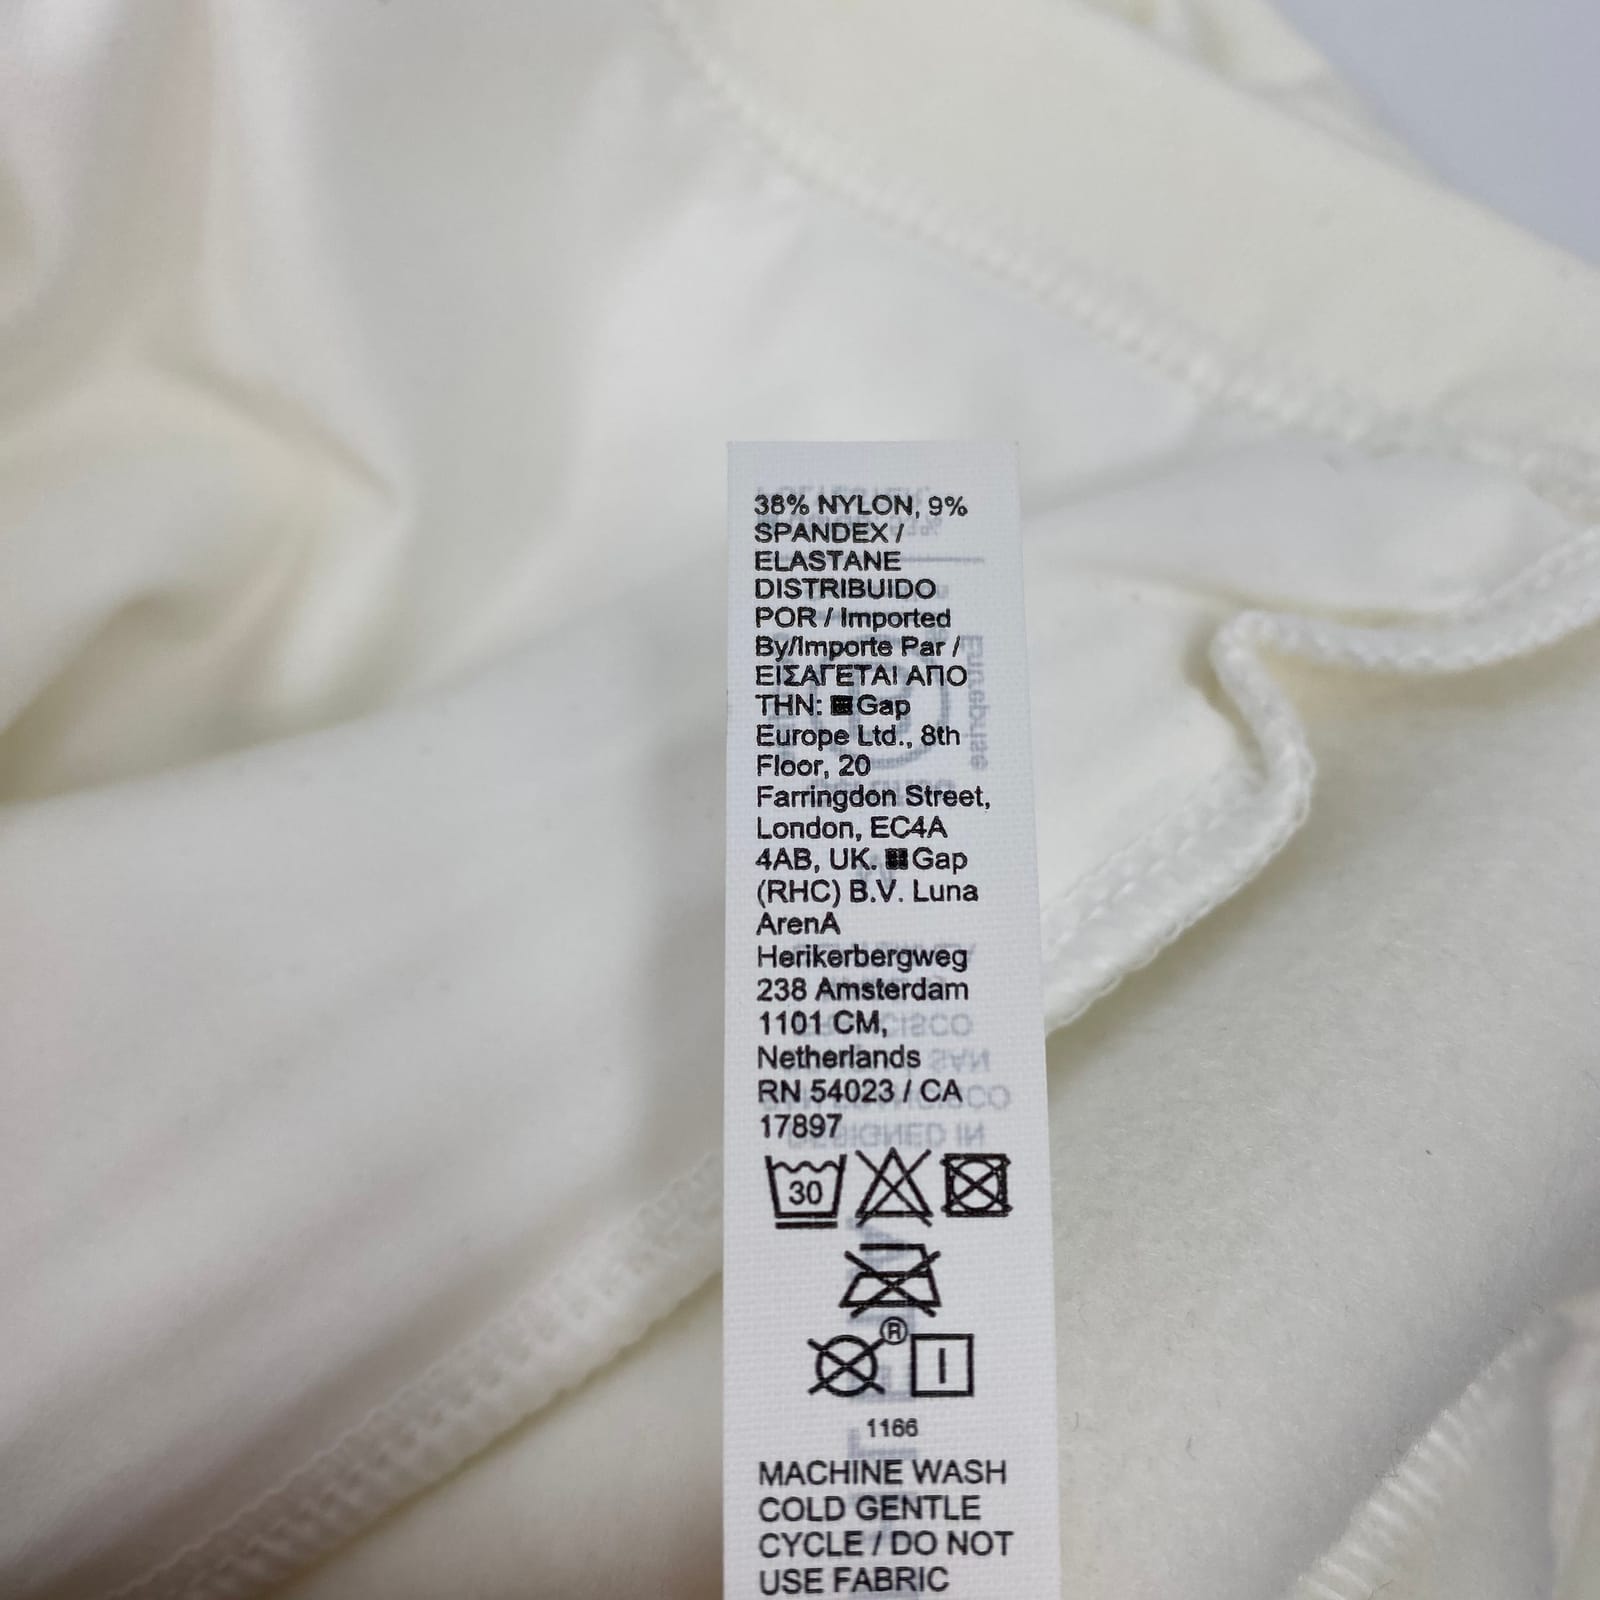 38% NYLON, 9%
SPANDEX /
ELASTANE
DISTRIBUIDO
POR / Imported
By/Importe Par /
ΕΙΣΑΓΕΤΑΙ ΑΠΟ
ΤΗΝ: Gap
Europe Ltd., 8th
Floor, 20
Farringdon Street,
London, EC4A
4AB, UK. Gap
(RHC) B.V. Luna
ArenA
Herikerbergweg
238 Amsterdam
1101 CM,
Netherlands
RN 54023 / CA
17897
30
®
1166
MACHINE WASH
COLD GENTLE
CYCLE / DO NOT
USE FABRIC